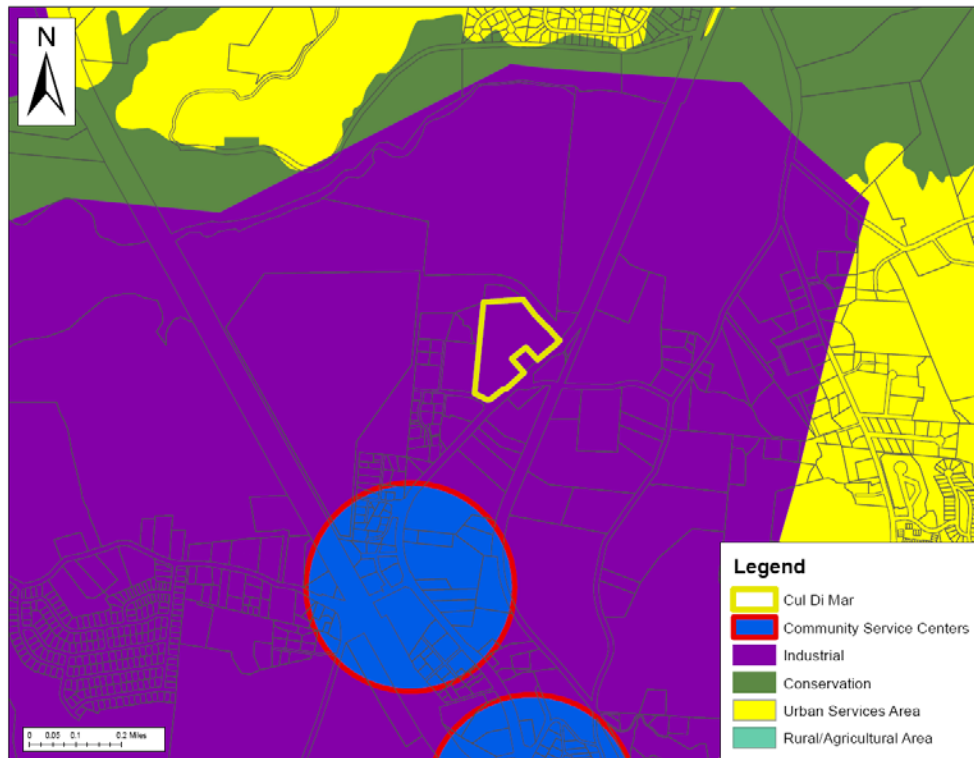 N
Legend
Cul Di Mar
Community Service Centers
Industrial
Conservation
Urban Services Area
Rural/Agricultural Area
0 0.05 0.1 0.2 Miles